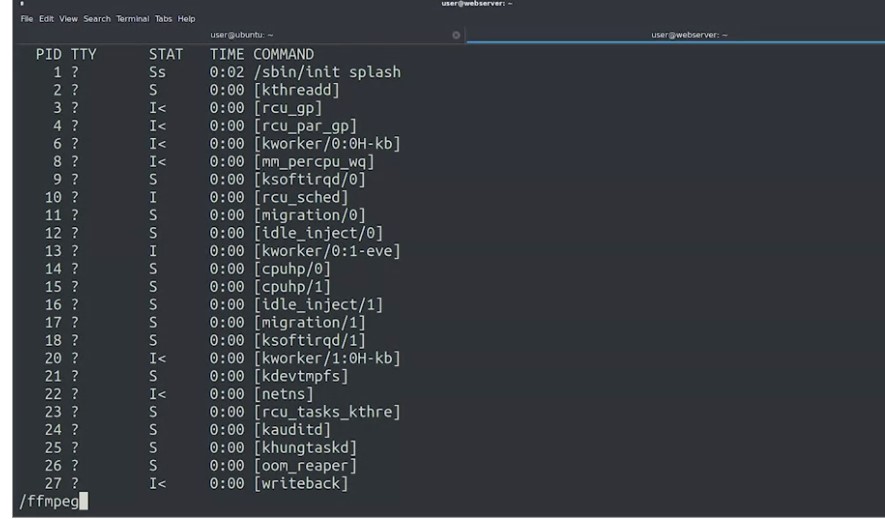 user@webserver: ~
File Edit View Search Terminal Tabs Help
user@ubuntu: ~ user@webserver: ~
PID TTY STAT TIME COMMAND
1 ? Ss 0:02 /sbin/init splash
2 ? S 0:00 [kthreadd]
3 ? I< 0:00 [rcu_gp]
4 ? I< 0:00 [rcu_par_gp]
6 ? I< 0:00 [kworker/0:0H-kb]
8 ? I< 0:00 [mm_percpu_wq]
9 ? S 0:00 [ksoftirqd/0]
10 ? I 0:00 [rcu_sched]
11 ? S 0:00 [migration/0]
12 ? S 0:00 [idle_inject/0]
13 ? I 0:00 [kworker/0:1-eve]
14 ? S 0:00 [cpuhp/0]
15 ? S 0:00 [cpuhp/1]
16 ? S 0:00 [idle_inject/1]
17 ? S 0:00 [migration/1]
18 ? S 0:00 [ksoftirqd/1]
20 ? I< 0:00 [kworker/1:0H-kb]
21 ? S 0:00 [kdevtmpfs]
22 ? I< 0:00 [netns]
23 ? S 0:00 [rcu_tasks_kthre]
24 ? S 0:00 [kauditd]
25 ? S 0:00 [khungtaskd]
26 ? S 0:00 [oom_reaper]
27 ? I< 0:00 [writeback]
/ffmpeg